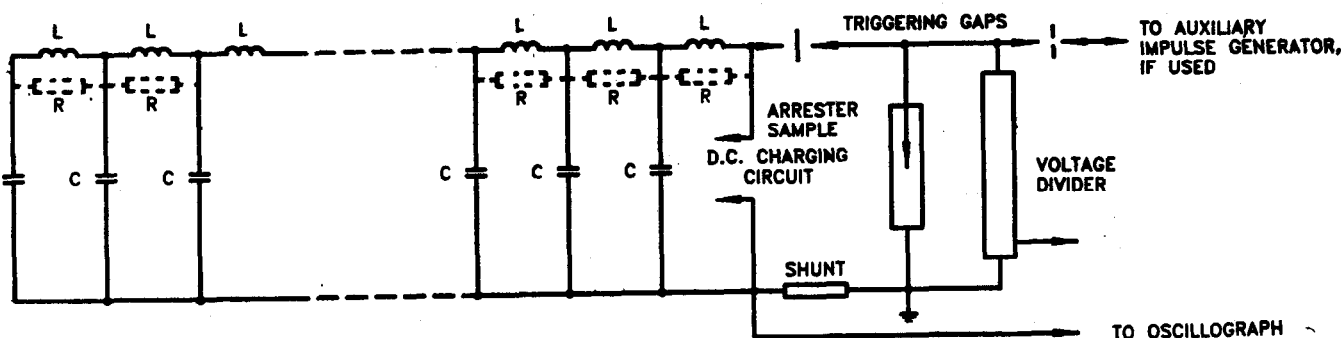 L L L L L L
TRIGGERING GAPS
TO AUXILIARY
IMPULSE GENERATOR,
IF USED
R R R R R
ARRESTER
SAMPLE
D.C. CHARGING
CIRCUIT
C C C C C
VOLTAGE
DIVIDER
SHUNT
TO OSCILLOGRAPH